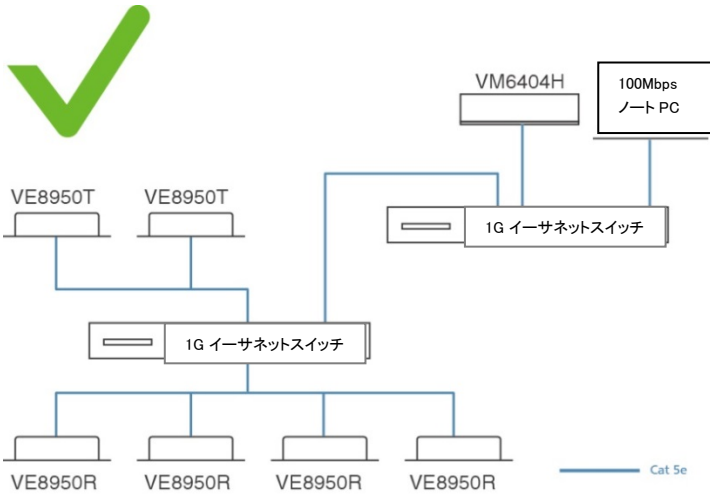 VM6404H
100Mbps
ノート PC
VE8950T
VE8950T
1G イーサネットスイッチ
1G イーサネットスイッチ
VE8950R
VE8950R
VE8950R
VE8950R
Cat 5e